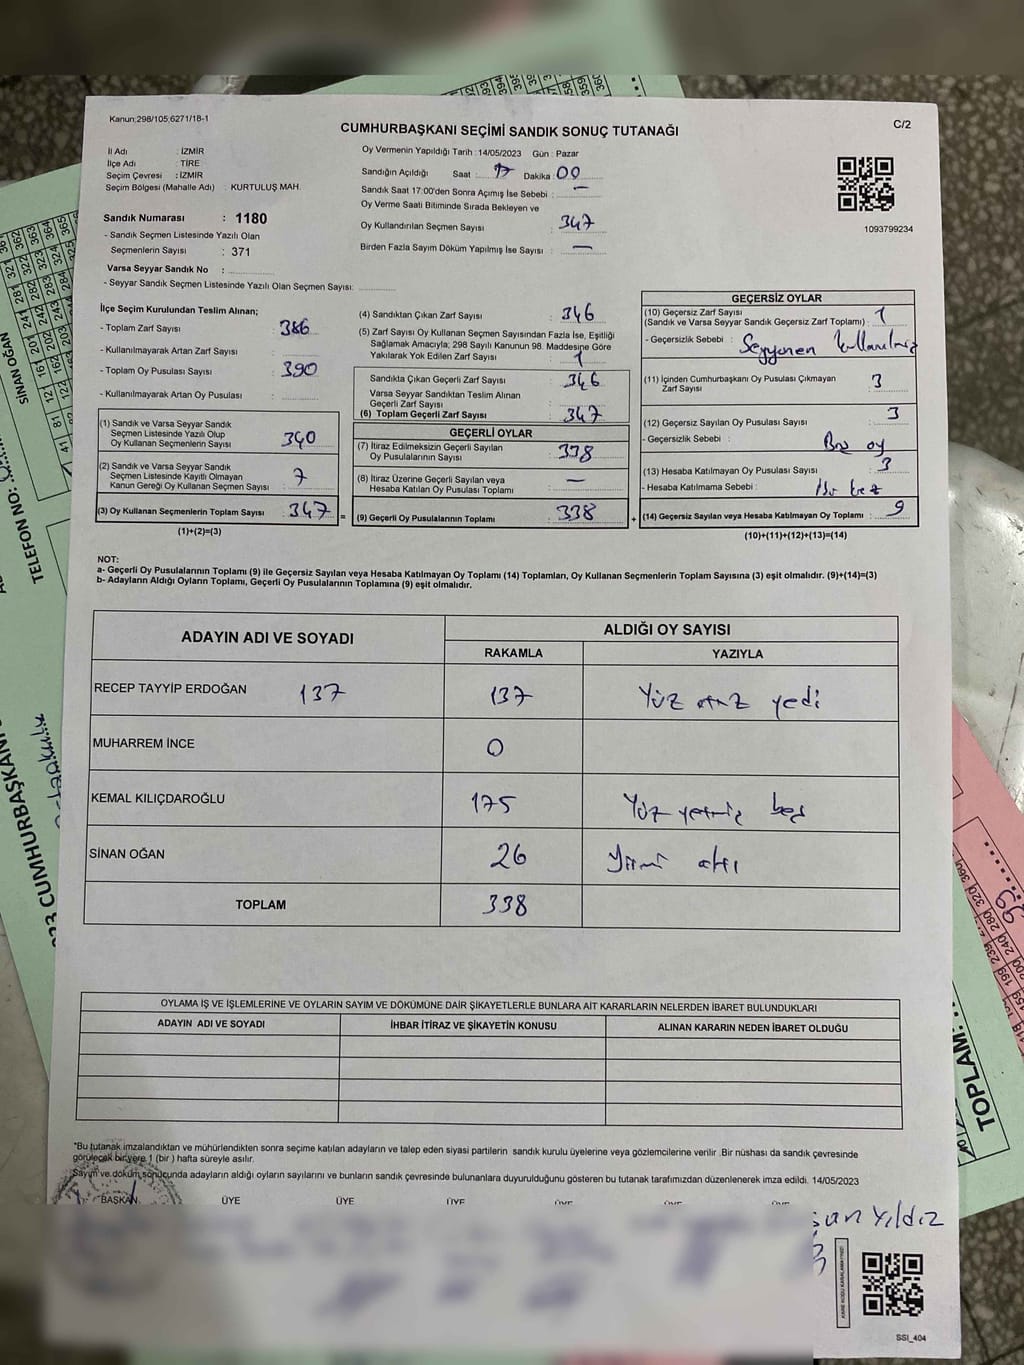 Kanun;298/105;6271/18-1
C/2
CUMHURBAŞKANI SEÇİMİ SANDIK SONUÇ TUTANAĞI
İl Adı : İZMİR
İlçe Adı : TİRE
Seçim Çevresi : İZMİR
Seçim Bölgesi (Mahalle Adı) : KURTULUŞ MAH.
Sandık Numarası : 1180
- Sandık Seçmen Listesinde Yazılı Olan
Seçmenlerin Sayısı : 371
Varsa Seyyar Sandık No :
- Seyyar Sandık Seçmen Listesinde Yazılı Olan Seçmen Sayısı:
Oy Vermenin Yapıldığı Tarih : 14/05/2023 Gün : Pazar
Sandığın Açıldığı Saat : 17 Dakika : 00
Sandık Saat 17:00'den Sonra Açımış İse Sebebi : —
Oy Verme Saati Bitiminde Sırada Bekleyen ve
Oy Kullandırılan Seçmen Sayısı : 347
Birden Fazla Sayım Döküm Yapılmış İse Sayısı : —
1093799234
İlçe Seçim Kurulundan Teslim Alınan;
- Toplam Zarf Sayısı : 386
- Kullanılmayarak Artan Zarf Sayısı :
- Toplam Oy Pusulası Sayısı : 390
- Kullanılmayarak Artan Oy Pusulası :
(1) Sandık ve Varsa Seyyar Sandık
Seçmen Listesinde Yazılı Olup
Oy Kullanan Seçmenlerin Sayısı : 340
(2) Sandık ve Varsa Seyyar Sandık
Seçmen Listesinde Kayıtlı Olmayan
Kanun Gereği Oy Kullanan Seçmen Sayısı : 7
(3) Oy Kullanan Seçmenlerin Toplam Sayısı : 347 =
(1)+(2)=(3)
(4) Sandıktan Çıkan Zarf Sayısı : 346
(5) Zarf Sayısı Oy Kullanan Seçmen Sayısından Fazla İse, Eşitliği
Sağlamak Amacıyla; 298 Sayılı Kanunun 98. Maddesine Göre
Yakılarak Yok Edilen Zarf Sayısı : 1
Sandıkta Çıkan Geçerli Zarf Sayısı : 346
Varsa Seyyar Sandıktan Teslim Alınan
Geçerli Zarf Sayısı
(6) Toplam Geçerli Zarf Sayısı : 347
GEÇERLİ OYLAR
(7) İtiraz Edilmeksizin Geçerli Sayılan
Oy Pusulalarının Sayısı : 338
(8) İtiraz Üzerine Geçerli Sayılan veya
Hesaba Katılan Oy Pusulası Toplamı : —
(9) Geçerli Oy Pusulalarının Toplamı : 338 +
GEÇERSİZ OYLAR
(10) Geçersiz Zarf Sayısı
(Sandık ve Varsa Seyyar Sandık Geçersiz Zarf Toplamı) : 1
- Geçersizlik Sebebi :
(11) İçinden Cumhurbaşkanı Oy Pusulası Çıkmayan
Zarf Sayısı : 3
(12) Geçersiz Sayılan Oy Pusulası Sayısı : 3
- Geçersizlik Sebebi : oy
(13) Hesaba Katılmayan Oy Pusulası Sayısı : 3
- Hesaba Katılmama Sebebi :
(14) Geçersiz Sayılan veya Hesaba Katılmayan Oy Toplamı : 9
(10)+(11)+(12)+(13)=(14)
NOT:
a- Geçerli Oy Pusulalarının Toplamı (9) ile Geçersiz Sayılan veya Hesaba Katılmayan Oy Toplamı (14) Toplamları, Oy Kullanan Seçmenlerin Toplam Sayısına (3) eşit olmalıdır. (9)+(14)=(3)
b- Adayların Aldığı Oyların Toplamı, Geçerli Oy Pusulalarının Toplamına (9) eşit olmalıdır.
ADAYIN ADI VE SOYADI
ALDIĞI OY SAYISI
RAKAMLA YAZIYLA
RECEP TAYYİP ERDOĞAN 137 137 Yüz otuz yedi
MUHARREM İNCE 0
KEMAL KILIÇDAROĞLU 175 Yüz yetmiş beş
SİNAN OĞAN 26 Yirmi altı
TOPLAM 338
OYLAMA İŞ VE İŞLEMLERİNE VE OYLARIN SAYIM VE DÖKÜMÜNE DAİR ŞİKAYETLERLE BUNLARA AİT KARARLARIN NELERDEN İBARET BULUNDUKLARI
ADAYIN ADI VE SOYADI İHBAR İTİRAZ VE ŞİKAYETİN KONUSU ALINAN KARARIN NEDEN İBARET OLDUĞU
*Bu tutanak imzalandıktan ve mühürlendikten sonra seçime katılan adayların ve talep eden siyasi partilerin sandık kurulu üyelerine veya gözlemcilerine verilir. Bir nüshası da sandık çevresinde
görülecek bir yere 1 (bir ) hafta süreyle asılır.
Sayım ve döküm sonucunda adayların aldığı oyların sayılarını ve bunların sandık çevresinde bulunanlara duyurulduğunu gösteren bu tutanak tarafımızdan düzenlenerek imza edildi. 14/05/2023
BAŞKAN ÜYE ÜYE ÜYE ÜYE ÜYE ÜYE
Yıldız
SSI_404
SİNAN OĞAN
TELEFON NO:
TOPLAM: